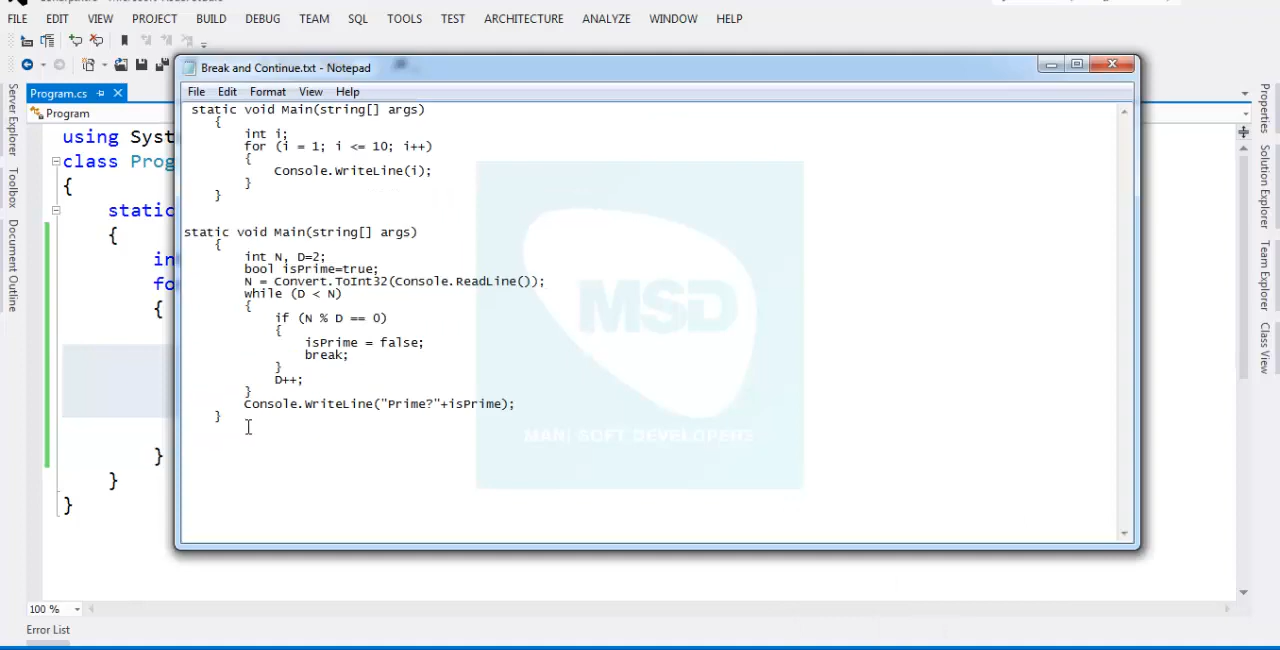 FILE EDIT VIEW PROJECT BUILD DEBUG TEAM SQL TOOLS TEST ARCHITECTURE ANALYZE WINDOW HELP
Break and Continue.txt - Notepad
File Edit Format View Help
static void Main(string[] args)
{
int i;
for (i = 1; i <= 10; i++)
{
Console.WriteLine(i);
}
}
static void Main(string[] args)
{
int N, D=2;
bool isPrime=true;
N = Convert.ToInt32(Console.ReadLine());
while (D < N)
{
if (N % D == 0)
{
isPrime = false;
break;
}
D++;
}
Console.WriteLine("Prime?"+isPrime);
}
MSD
MANI SOFT DEVELOPERS
Program.cs
Program
using Syst
class Prog
{
static
{
in
fo
{
}
}
}
Server Explorer
Toolbox
Document Outline
Properties
Solution Explorer
Team Explorer
Class View
100 %
Error List